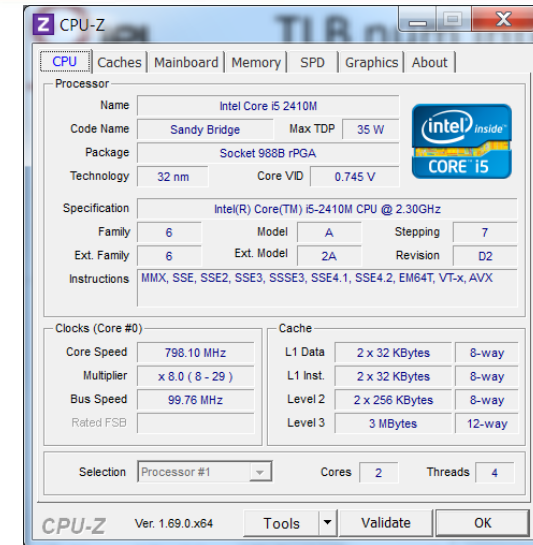 CPU-Z
CPU Caches Mainboard Memory SPD Graphics About
Processor
Name Intel Core i5 2410M
Code Name Sandy Bridge Max TDP 35 W
Package Socket 988B rPGA
Technology 32 nm Core VID 0.745 V
intel inside™
CORE™ i5
Specification Intel(R) Core(TM) i5-2410M CPU @ 2.30GHz
Family 6 Model A Stepping 7
Ext. Family 6 Ext. Model 2A Revision D2
Instructions MMX, SSE, SSE2, SSE3, SSSE3, SSE4.1, SSE4.2, EM64T, VT-x, AVX
Clocks (Core #0)
Core Speed 798.10 MHz
Multiplier x 8.0 ( 8 - 29 )
Bus Speed 99.76 MHz
Rated FSB
Cache
L1 Data 2 x 32 KBytes 8-way
L1 Inst. 2 x 32 KBytes 8-way
Level 2 2 x 256 KBytes 8-way
Level 3 3 MBytes 12-way
Selection Processor #1 Cores 2 Threads 4
CPU-Z Ver. 1.69.0.x64 Tools Validate OK